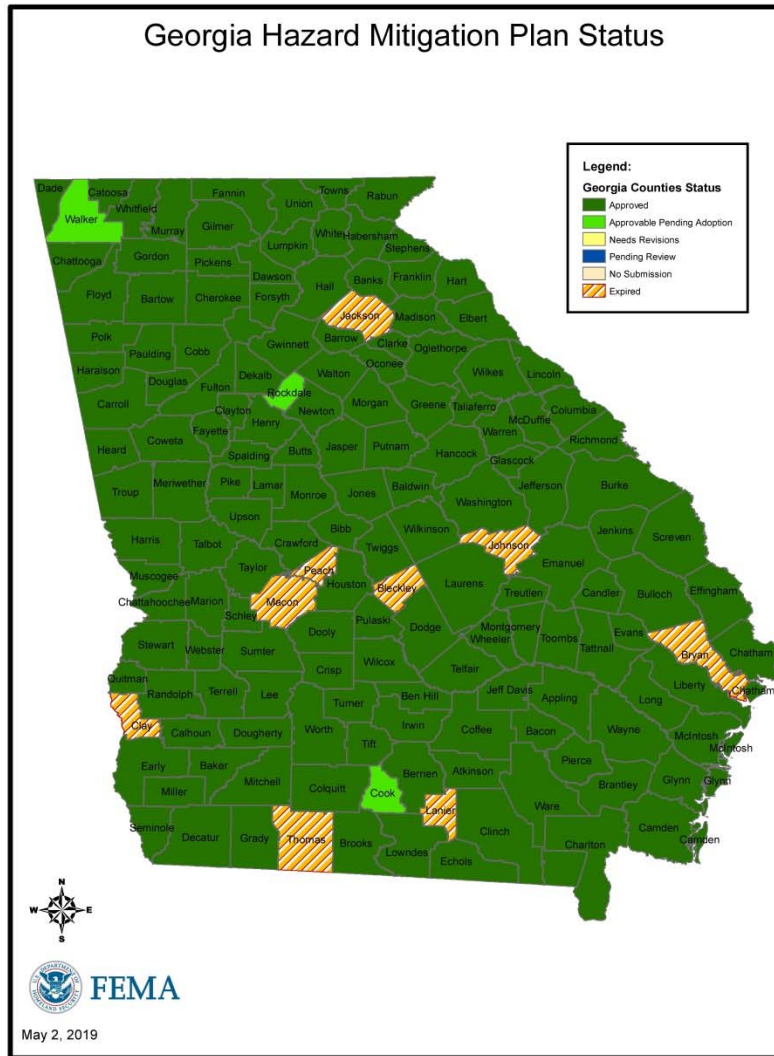 Georgia Hazard Mitigation Plan Status
Legend:
Georgia Counties Status
Approved
Approvable Pending Adoption
Needs Revisions
Pending Review
No Submission
Expired
Dade
Catoosa
Walker
Whitfield
Murray
Fannin
Gilmer
Union
Towns
Rabun
White
Habersham
Lumpkin
Stephens
Chattooga
Gordon
Pickens
Dawson
Hall
Banks
Franklin
Hart
Floyd
Bartow
Cherokee
Forsyth
Jackson
Madison
Elbert
Polk
Paulding
Cobb
Gwinnett
Barrow
Clarke
Oglethorpe
Oconee
Haralson
Douglas
Fulton
Dekalb
Walton
Rockdale
Wilkes
Lincoln
Carroll
Clayton
Newton
Morgan
Greene
Taliaferro
Columbia
McDuffie
Fayette
Henry
Warren
Richmond
Heard
Coweta
Spalding
Butts
Jasper
Putnam
Hancock
Glascock
Troup
Meriwether
Pike
Lamar
Monroe
Jones
Baldwin
Washington
Jefferson
Burke
Upson
Bibb
Wilkinson
Johnson
Jenkins
Screven
Harris
Talbot
Crawford
Twiggs
Emanuel
Muscogee
Taylor
Peach
Houston
Bleckley
Laurens
Treutlen
Candler
Bulloch
Effingham
Chattahoochee
Marion
Macon
Schley
Pulaski
Dodge
Montgomery
Wheeler
Toombs
Tattnall
Evans
Bryan
Chatham
Stewart
Webster
Sumter
Dooly
Crisp
Wilcox
Telfair
Liberty
Chatham
Quitman
Randolph
Terrell
Lee
Turner
Ben Hill
Jeff Davis
Appling
Long
Clay
Calhoun
Dougherty
Worth
Irwin
Coffee
Bacon
Wayne
McIntosh
McIntosh
Tift
Early
Baker
Mitchell
Colquitt
Cook
Berrien
Atkinson
Pierce
Brantley
Glynn
Glynn
Miller
Lanier
Ware
Seminole
Decatur
Grady
Thomas
Brooks
Lowndes
Echols
Clinch
Charlton
Camden
Camden
N
W
E
S
U.S. DEPARTMENT OF
HOMELAND SECURITY
FEMA
May 2, 2019